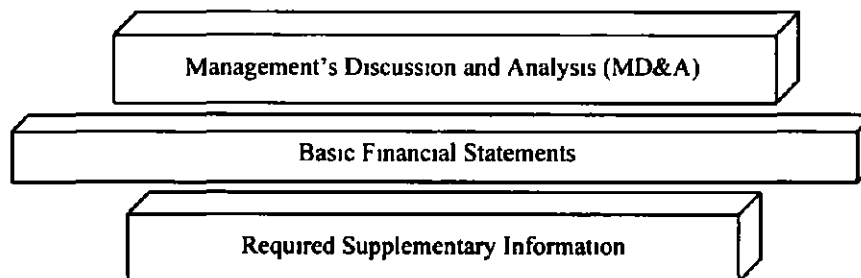 Management's Discussion and Analysis (MD&A)
Basic Financial Statements
Required Supplementary Information